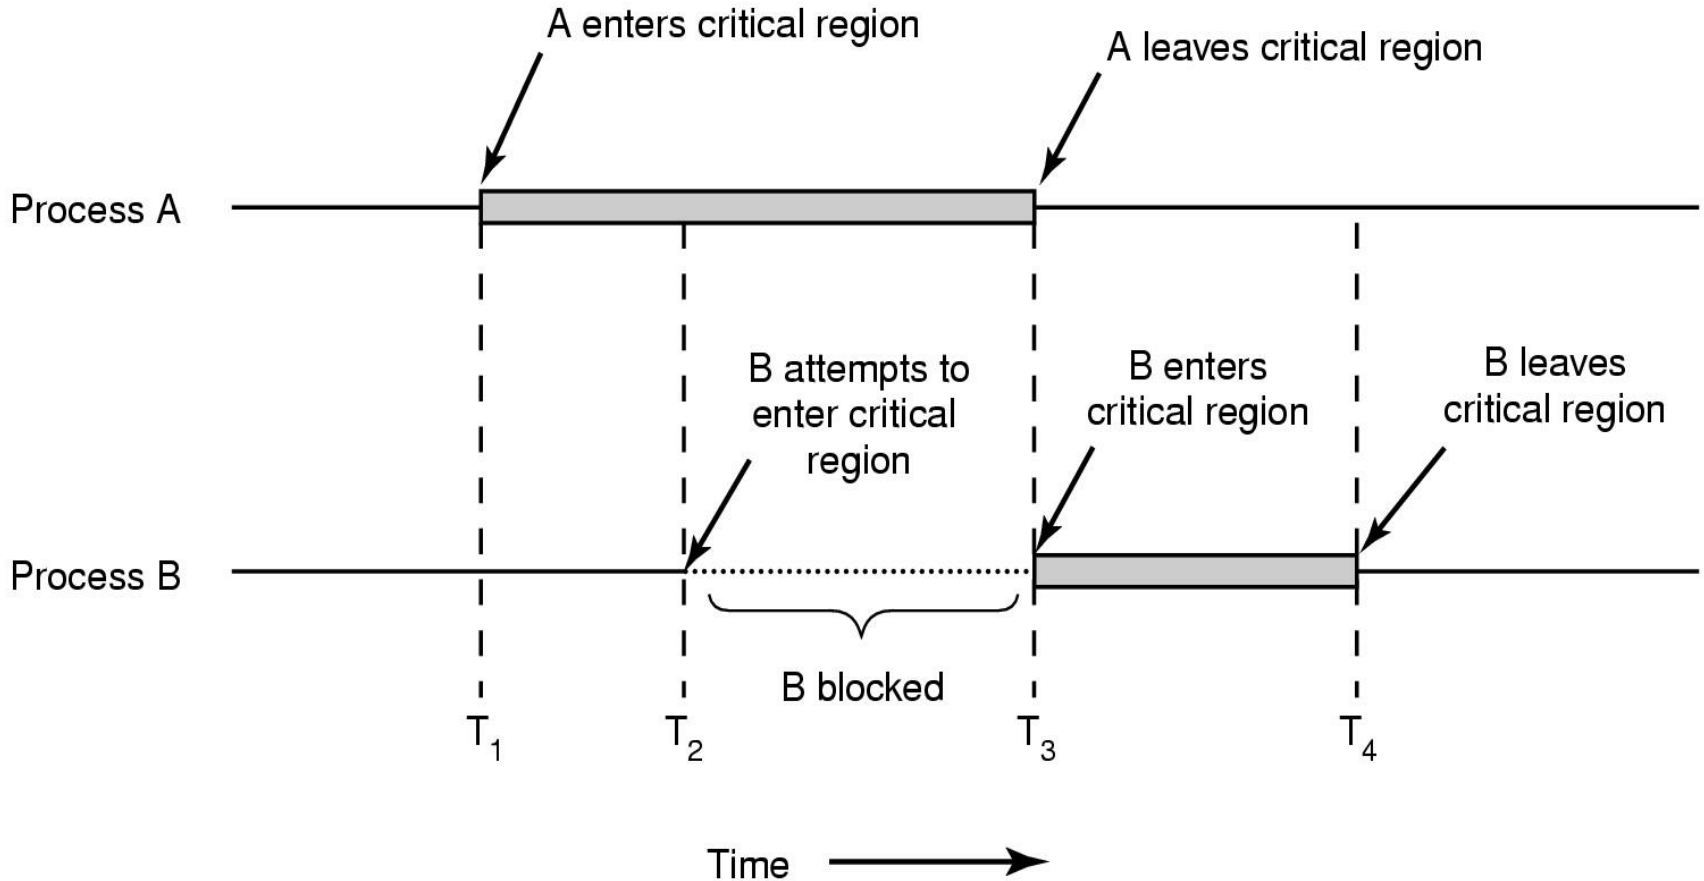 A enters critical region
A leaves critical region
Process A
B attempts to
enter critical
region
B enters
critical region
B leaves
critical region
Process B
B blocked
T1
T2
T3
T4
Time